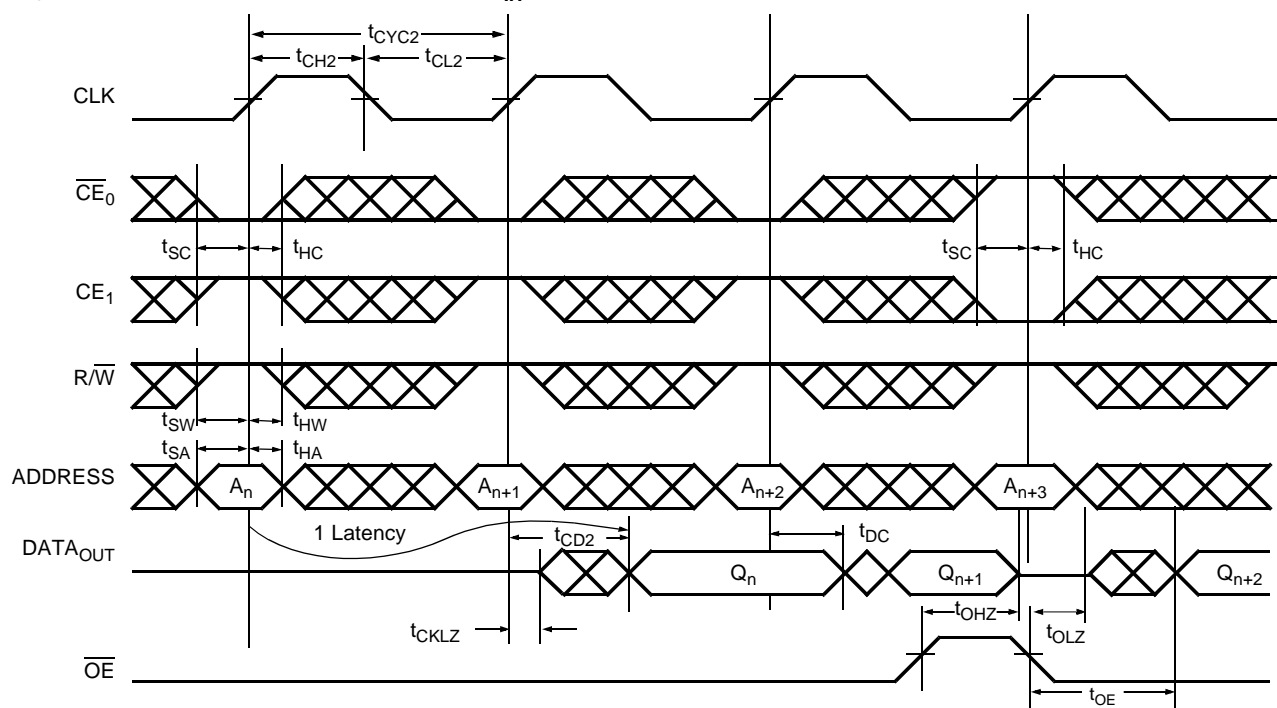 IH
tCYC2
tCH2 tCL2
CLK
CE0
tSC tHC tSC tHC
CE1
R/W
tSW tHW
tSA tHA
ADDRESS An An+1 An+2 An+3
1 Latency tCD2 tDC
DATAOUT Qn Qn+1 Qn+2
tOHZ
tCKLZ tOLZ
OE
tOE